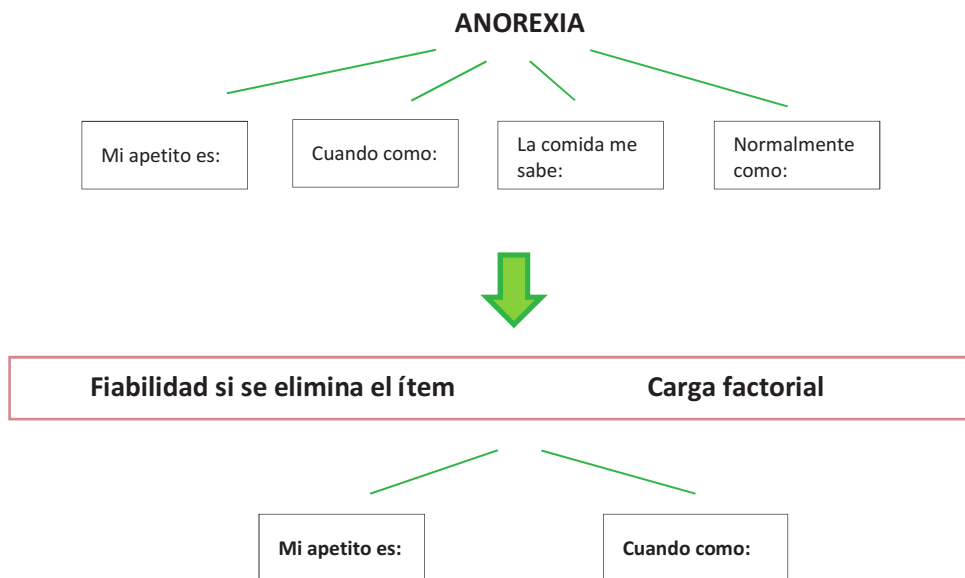 ANOREXIA
Mi apetito es:
Cuando como:
La comida me
sabe:
Normalmente
como:
Fiabilidad si se elimina el ítem
Carga factorial
Mi apetito es:
Cuando como: